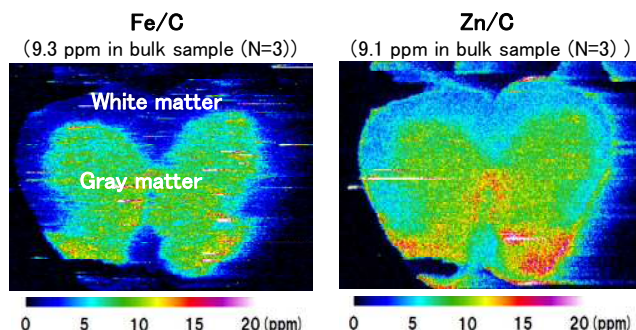 Fe/C
(9.3 ppm in bulk sample (N=3))
White matter
Gray matter
0 5 10 15 20 (ppm)
Zn/C
(9.1 ppm in bulk sample (N=3) )
0 5 10 15 20 (ppm)